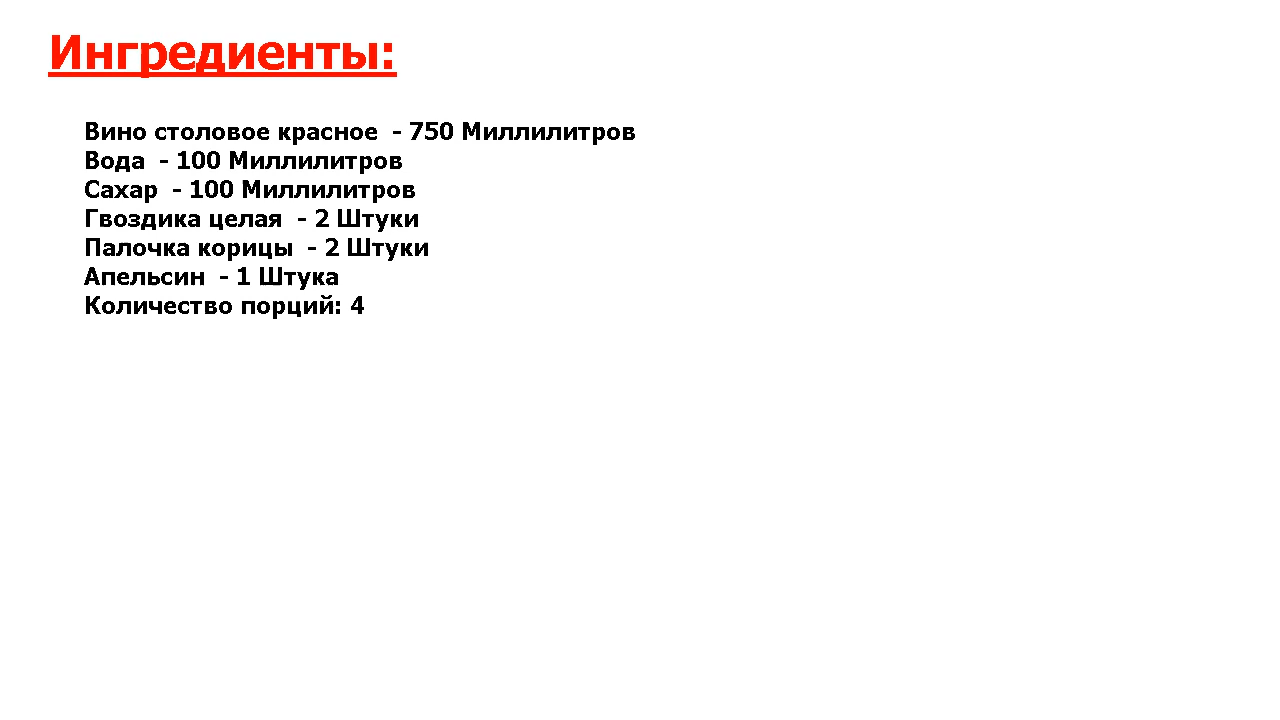 Ингредиенты:
Вино столовое красное  - 750 Миллилитров
Вода  - 100 Миллилитров
Сахар  - 100 Миллилитров
Гвоздика целая  - 2 Штуки
Палочка корицы  - 2 Штуки
Апельсин  - 1 Штука
Количество порций: 4